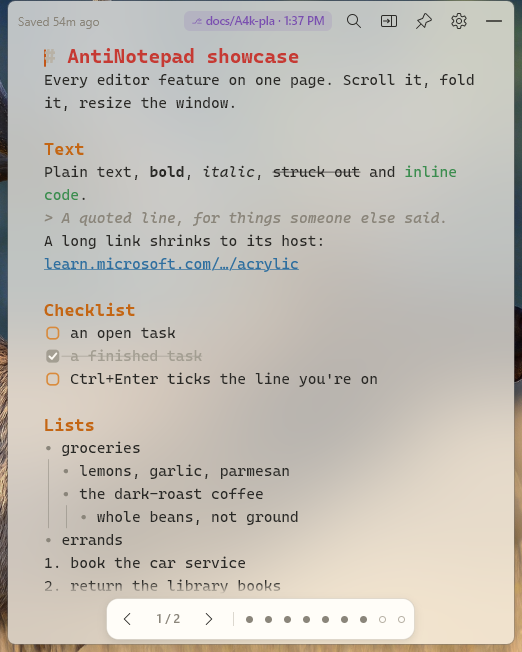 Saved 54m ago
docs/A4k-pla · 1:37 PM
# AntiNotepad showcase
Every editor feature on one page. Scroll it, fold
it, resize the window.
Text
Plain text, bold, italic, struck out and inline
code.
> A quoted line, for things someone else said.
A long link shrinks to its host:
learn.microsoft.com/…/acrylic
Checklist
an open task
a finished task
Ctrl+Enter ticks the line you're on
Lists
• groceries
• lemons, garlic, parmesan
• the dark-roast coffee
• whole beans, not ground
• errands
1. book the car service
2. return the library books
1/2